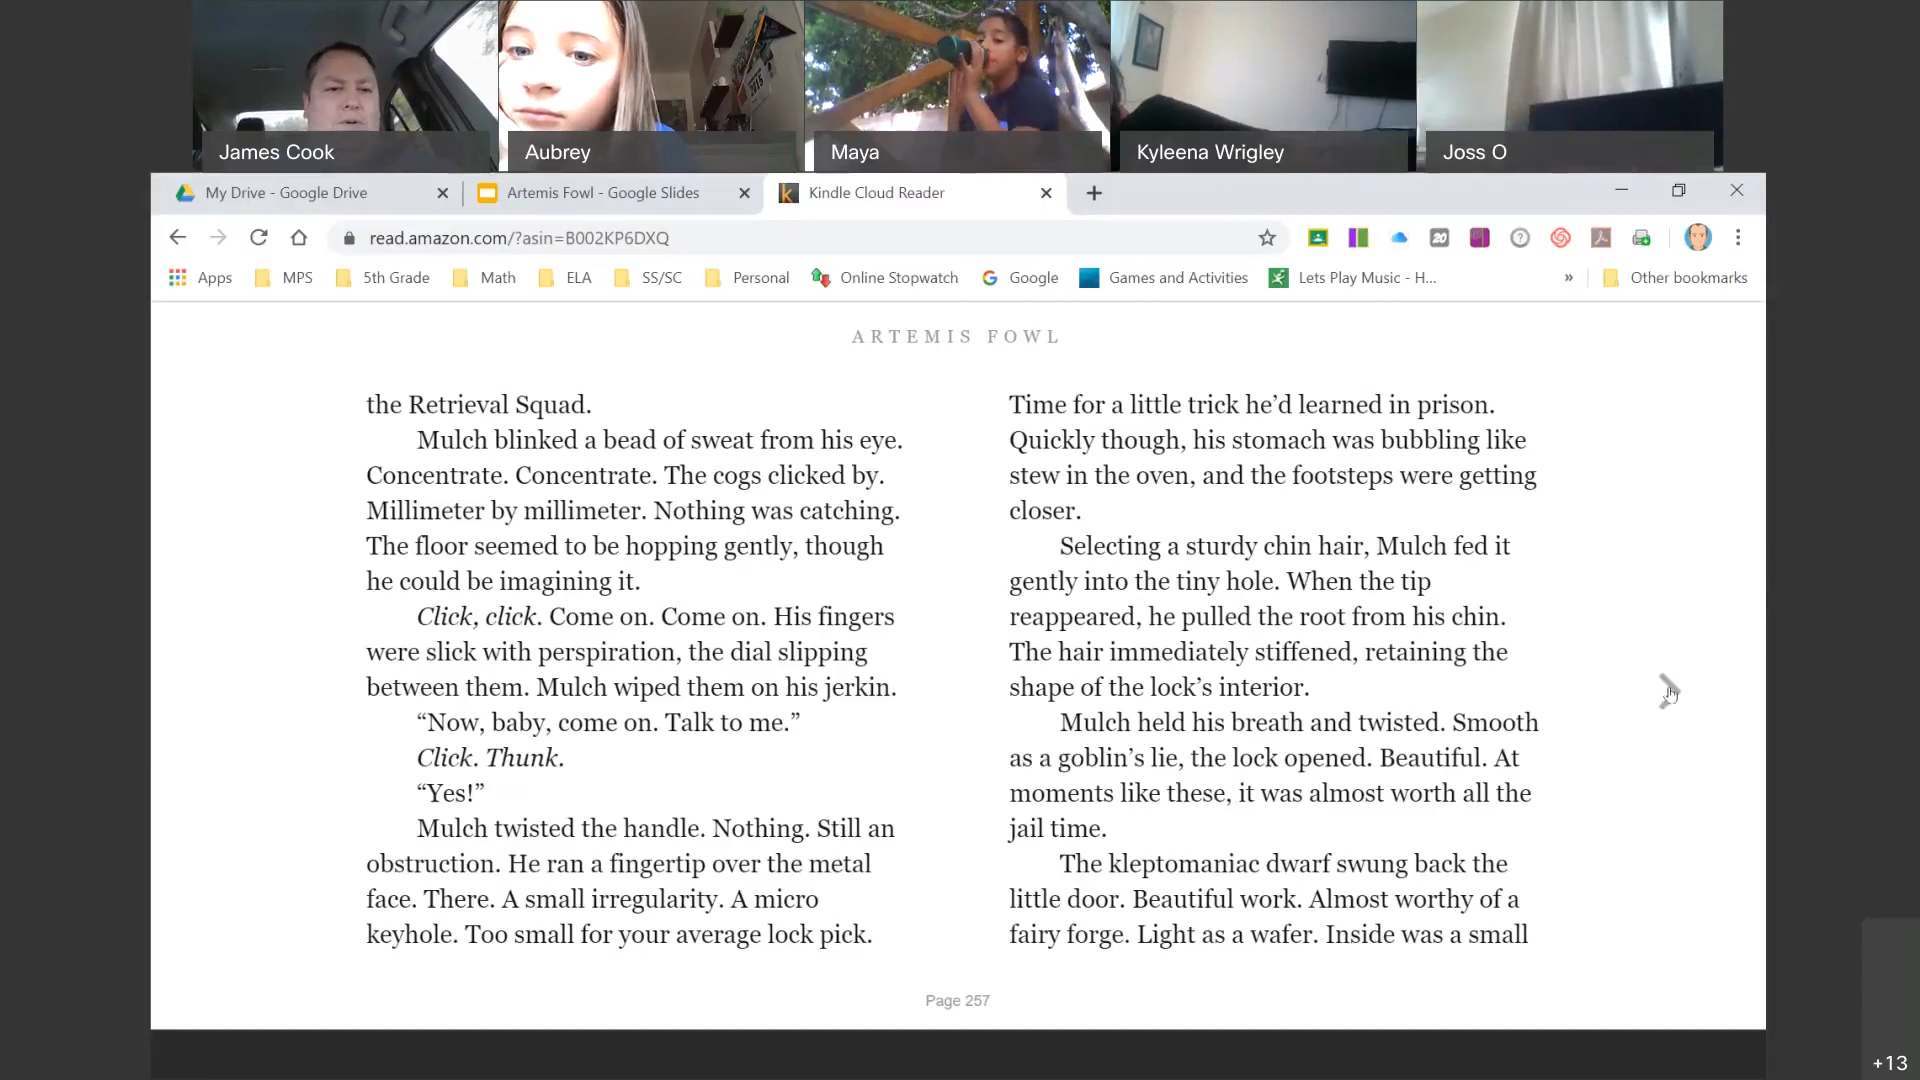 James Cook
Aubrey
Maya
Kyleena Wrigley
Joss O
My Drive - Google Drive
Artemis Fowl - Google Slides
Kindle Cloud Reader
read.amazon.com/?asin=B002KP6DXQ
20
Apps
MPS
5th Grade
Math
ELA
SS/SC
Personal
Online Stopwatch
Google
Games and Activities
Lets Play Music - H...
»
Other bookmarks
ARTEMIS FOWL
the Retrieval Squad.
Mulch blinked a bead of sweat from his eye.
Concentrate. Concentrate. The cogs clicked by.
Millimeter by millimeter. Nothing was catching.
The floor seemed to be hopping gently, though
he could be imagining it.
Click, click. Come on. Come on. His fingers
were slick with perspiration, the dial slipping
between them. Mulch wiped them on his jerkin.
“Now, baby, come on. Talk to me.”
Click. Thunk.
“Yes!”
Mulch twisted the handle. Nothing. Still an
obstruction. He ran a fingertip over the metal
face. There. A small irregularity. A micro
keyhole. Too small for your average lock pick.
Time for a little trick he’d learned in prison.
Quickly though, his stomach was bubbling like
stew in the oven, and the footsteps were getting
closer.
Selecting a sturdy chin hair, Mulch fed it
gently into the tiny hole. When the tip
reappeared, he pulled the root from his chin.
The hair immediately stiffened, retaining the
shape of the lock’s interior.
Mulch held his breath and twisted. Smooth
as a goblin’s lie, the lock opened. Beautiful. At
moments like these, it was almost worth all the
jail time.
The kleptomaniac dwarf swung back the
little door. Beautiful work. Almost worthy of a
fairy forge. Light as a wafer. Inside was a small
Page 257
+13